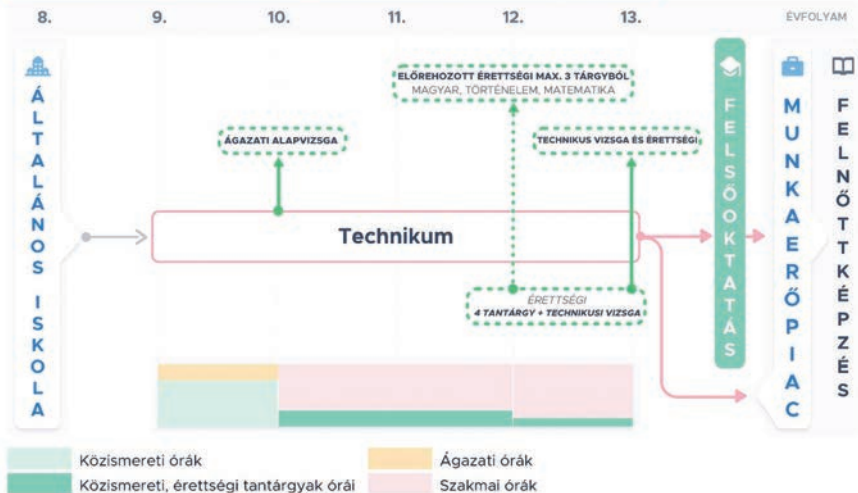 8. 9. 10. 11. 12. 13. ÉVFOLYAM
ÁLTALÁNOS ISKOLA
ELŐREHOZOTT ÉRETTSÉGI MAX. 3 TÁRGYBÓL
MAGYAR, TÖRTÉNELEM, MATEMATIKA
ÁGAZATI ALAPVIZSGA
TECHNIKUS VIZSGA ÉS ÉRETTSÉGI
Technikum
ÉRETTSÉGI
4 TANTÁRGY + TECHNIKUSI VIZSGA
FELSŐOKTATÁS
MUNKAERŐPIAC
FELNŐTTKÉPZÉS
Közismereti órák
Ágazati órák
Közismereti, érettségi tantárgyak órái
Szakmai órák